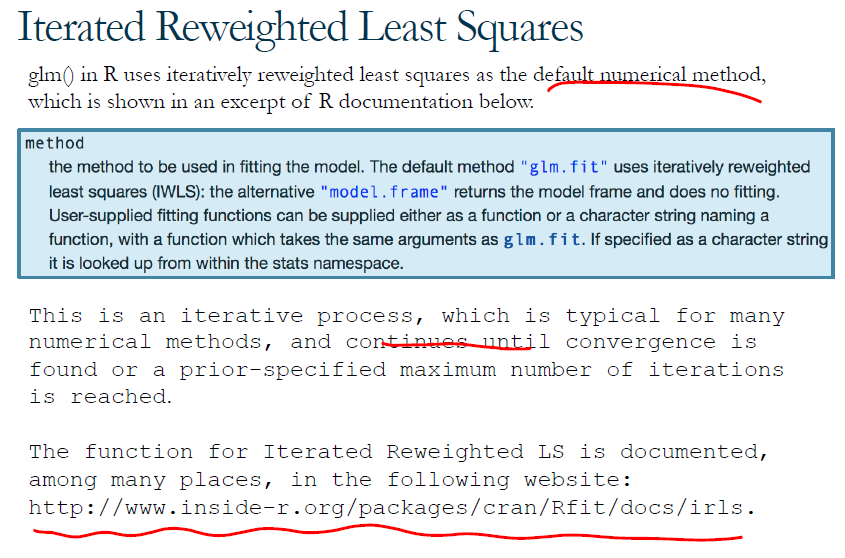 Iterated Reweighted Least Squares
glm() in R uses iteratively reweighted least squares as the default numerical method,
which is shown in an excerpt of R documentation below.
method
the method to be used in fitting the model. The default method "glm.fit" uses iteratively reweighted
least squares (IWLS): the alternative "model.frame" returns the model frame and does no fitting.
User-supplied fitting functions can be supplied either as a function or a character string naming a
function, with a function which takes the same arguments as glm.fit. If specified as a character string
it is looked up from within the stats namespace.
This is an iterative process, which is typical for many
numerical methods, and continues until convergence is
found or a prior-specified maximum number of iterations
is reached.
The function for Iterated Reweighted LS is documented,
among many places, in the following website:
http://www.inside-r.org/packages/cran/Rfit/docs/irls.